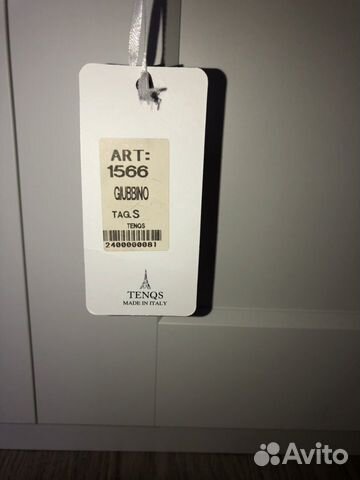 ART:
1566
GIUBBINO
TAG.S
TENQS
2400000081
TENQS
MADE IN ITALY
Avito